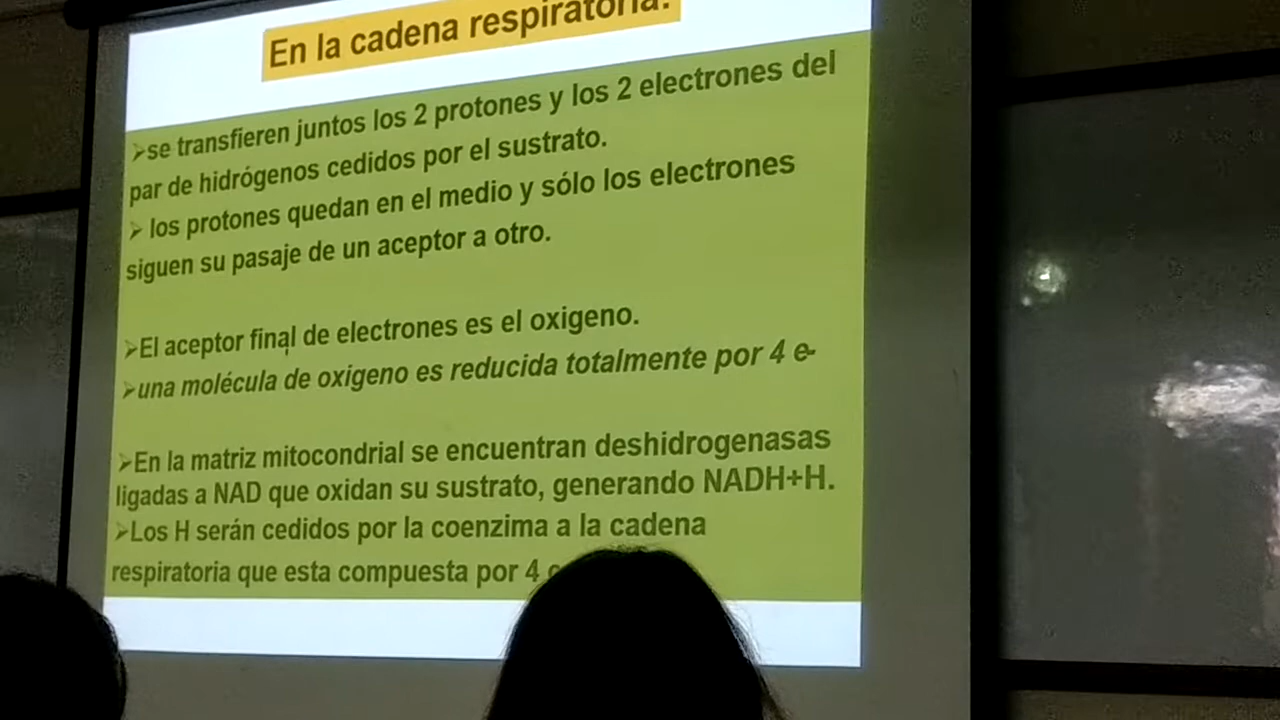 En la cadena respiratoria:
➢se transfieren juntos los 2 protones y los 2 electrones del
par de hidrógenos cedidos por el sustrato.
➢ los protones quedan en el medio y sólo los electrones
siguen su pasaje de un aceptor a otro.
➢El aceptor final de electrones es el oxigeno.
➢una molécula de oxígeno es reducida totalmente por 4 e-
➢En la matriz mitocondrial se encuentran deshidrogenasas
ligadas a NAD que oxidan su sustrato, generando NADH+H.
➢Los H serán cedidos por la coenzima a la cadena
respiratoria que esta compuesta por 4